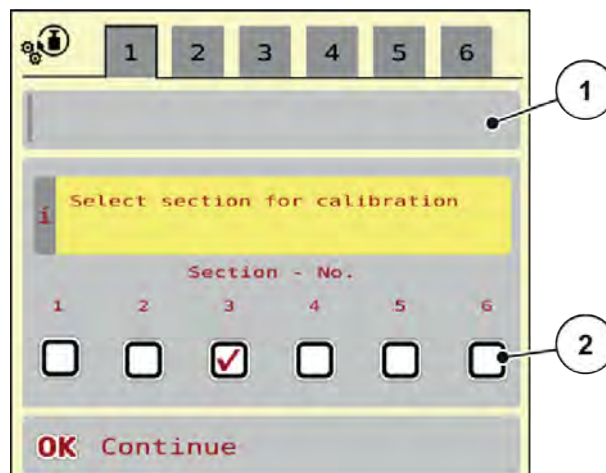 1 2 3 4 5 6
1
i Select section for calibration
Section - No.
1 2 3 4 5 6
2
OK Continue